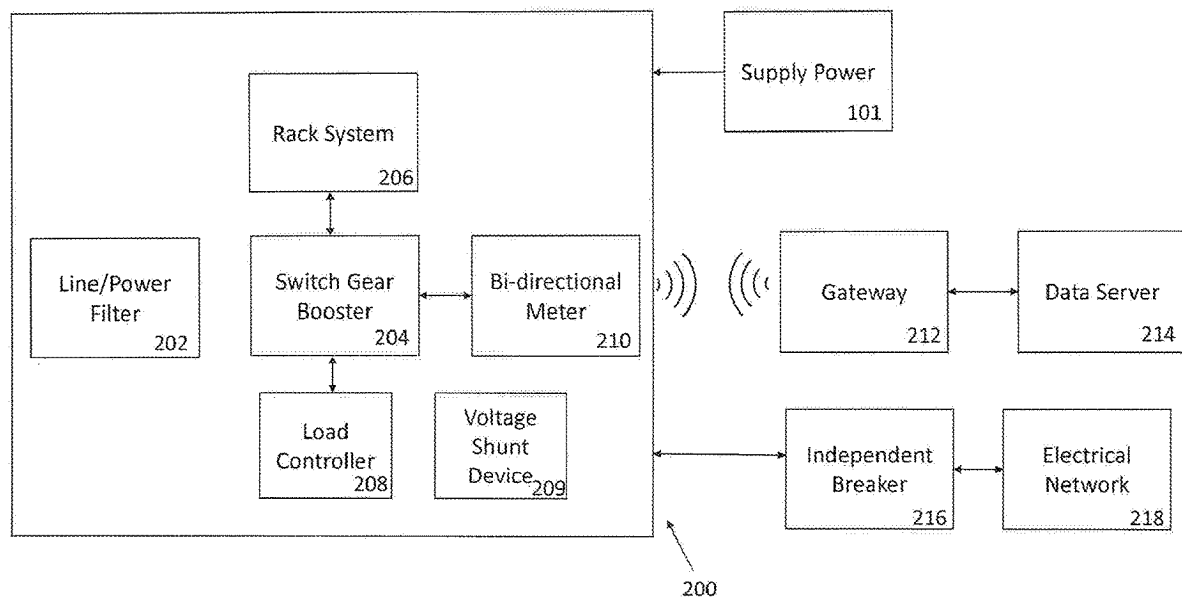 Supply Power
101
Rack System
206
Line/Power
Filter
202
Switch Gear
Booster
204
Bi-directional
Meter
210
Gateway
212
Data Server
214
Load
Controller
208
Voltage
Shunt
Device
209
Independent
Breaker
216
Electrical
Network
218
200